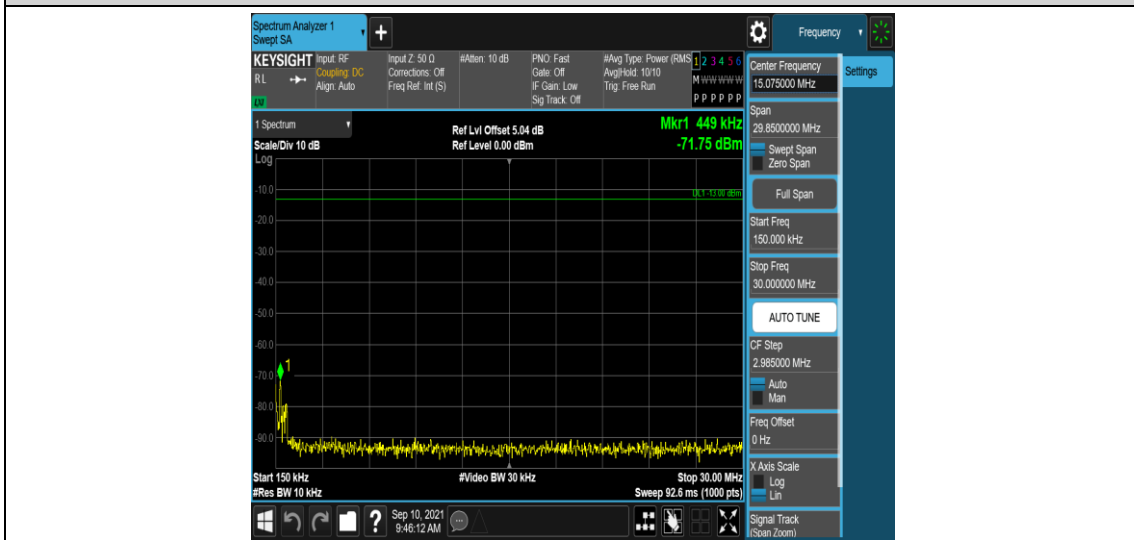 Spectrum Analyzer 1
Swept SA
+
Frequency
KEYSIGHT
RL
LXI
Input: RF
Coupling: DC
Align: Auto
Input Z: 50 Ω
Corrections: Off
Freq Ref: Int (S)
#Atten: 10 dB
PNO: Fast
Gate: Off
IF Gain: Low
Sig Track: Off
#Avg Type: Power (RMS
Avg|Hold: 10/10
Trig: Free Run
1 2 3 4 5 6
M W W W W W
P P P P P P
1 Spectrum
Scale/Div 10 dB
Log
Ref Lvl Offset 5.04 dB
Ref Level 0.00 dBm
Mkr1 449 kHz
-71.75 dBm
DL1 -13.00 dBm
-10.0
-20.0
-30.0
-40.0
-50.0
-60.0
-70.0
-80.0
-90.0
1
Start 150 kHz
#Res BW 10 kHz
#Video BW 30 kHz
Stop 30.00 MHz
Sweep 92.6 ms (1000 pts)
?
Sep 10, 2021
9:46:12 AM
Center Frequency
15.075000 MHz
Settings
Span
29.8500000 MHz
Swept Span
Zero Span
Full Span
Start Freq
150.000 kHz
Stop Freq
30.000000 MHz
AUTO TUNE
CF Step
2.985000 MHz
Auto
Man
Freq Offset
0 Hz
X Axis Scale
Log
Lin
Signal Track
(Span Zoom)